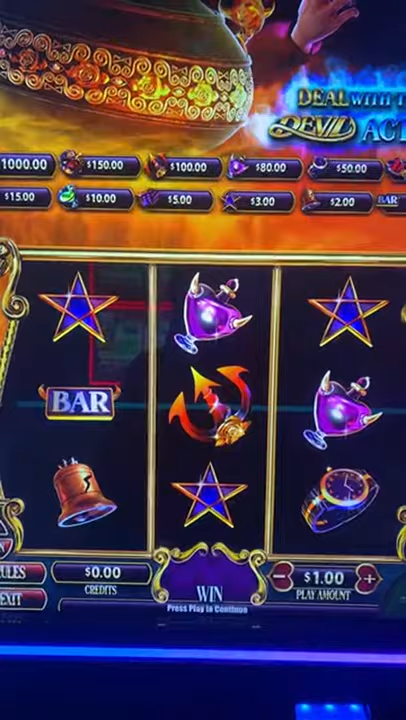 DEAL WITH T
DEVIL ACT
1000.00 $150.00 $100.00 $80.00 $50.00
$15.00 $10.00 $5.00 $3.00 $2.00 BAR
BAR
RULES $0.00 WIN $1.00
EXIT CREDITS Press Play to Continue PLAY AMOUNT